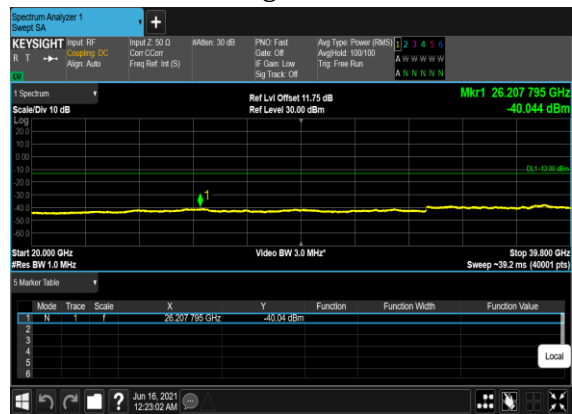 Spectrum Analyzer 1
Swept SA
+
KEYSIGHT Input: RF Input Z: 50 Ω #Atten: 30 dB PNO: Fast Avg Type: Power (RMS) 1 2 3 4 5 6
R T Coupling: DC Corr CCorr Gate: Off Avg|Hold: 100/100 A W W W W W
Align: Auto Freq Ref: Int (S) IF Gain: Low Trig: Free Run
Sig Track: Off A N N N N N
LW
1 Spectrum Ref Lvl Offset 11.75 dB Mkr1 26.207 795 GHz
Scale/Div 10 dB Ref Level 30.00 dBm -40.044 dBm
Log
20.0
10.0
0.00
-10.0 DL1 -13.00 dBm
-20.0
-30.0
1
-40.0
-50.0
-60.0
Start 20.000 GHz Video BW 3.0 MHz* Stop 39.800 GHz
#Res BW 1.0 MHz Sweep ~39.2 ms (40001 pts)
5 Marker Table
Mode Trace Scale X Y Function Function Width Function Value
1 N 1 f 26.207 795 GHz -40.04 dBm
2
3
4
5
6
Local
? Jun 16, 2021
12:23:02 AM